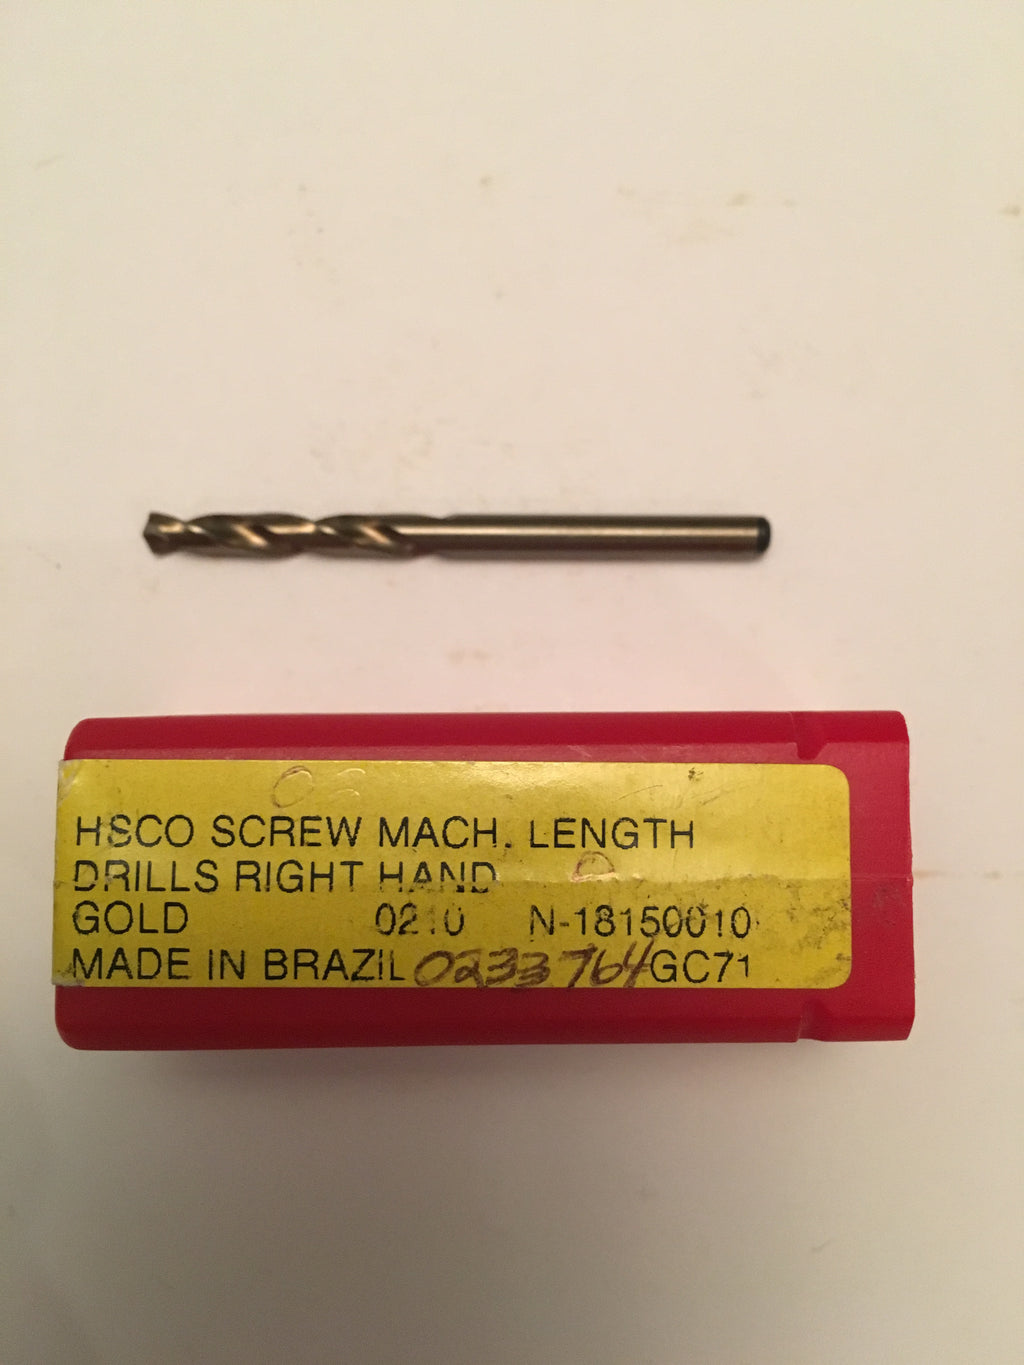 HSCO SCREW MACH. LENGTH
DRILLS RIGHT HAND
GOLD 0210 N-18150010
MADE IN BRAZIL 0233764 GC71